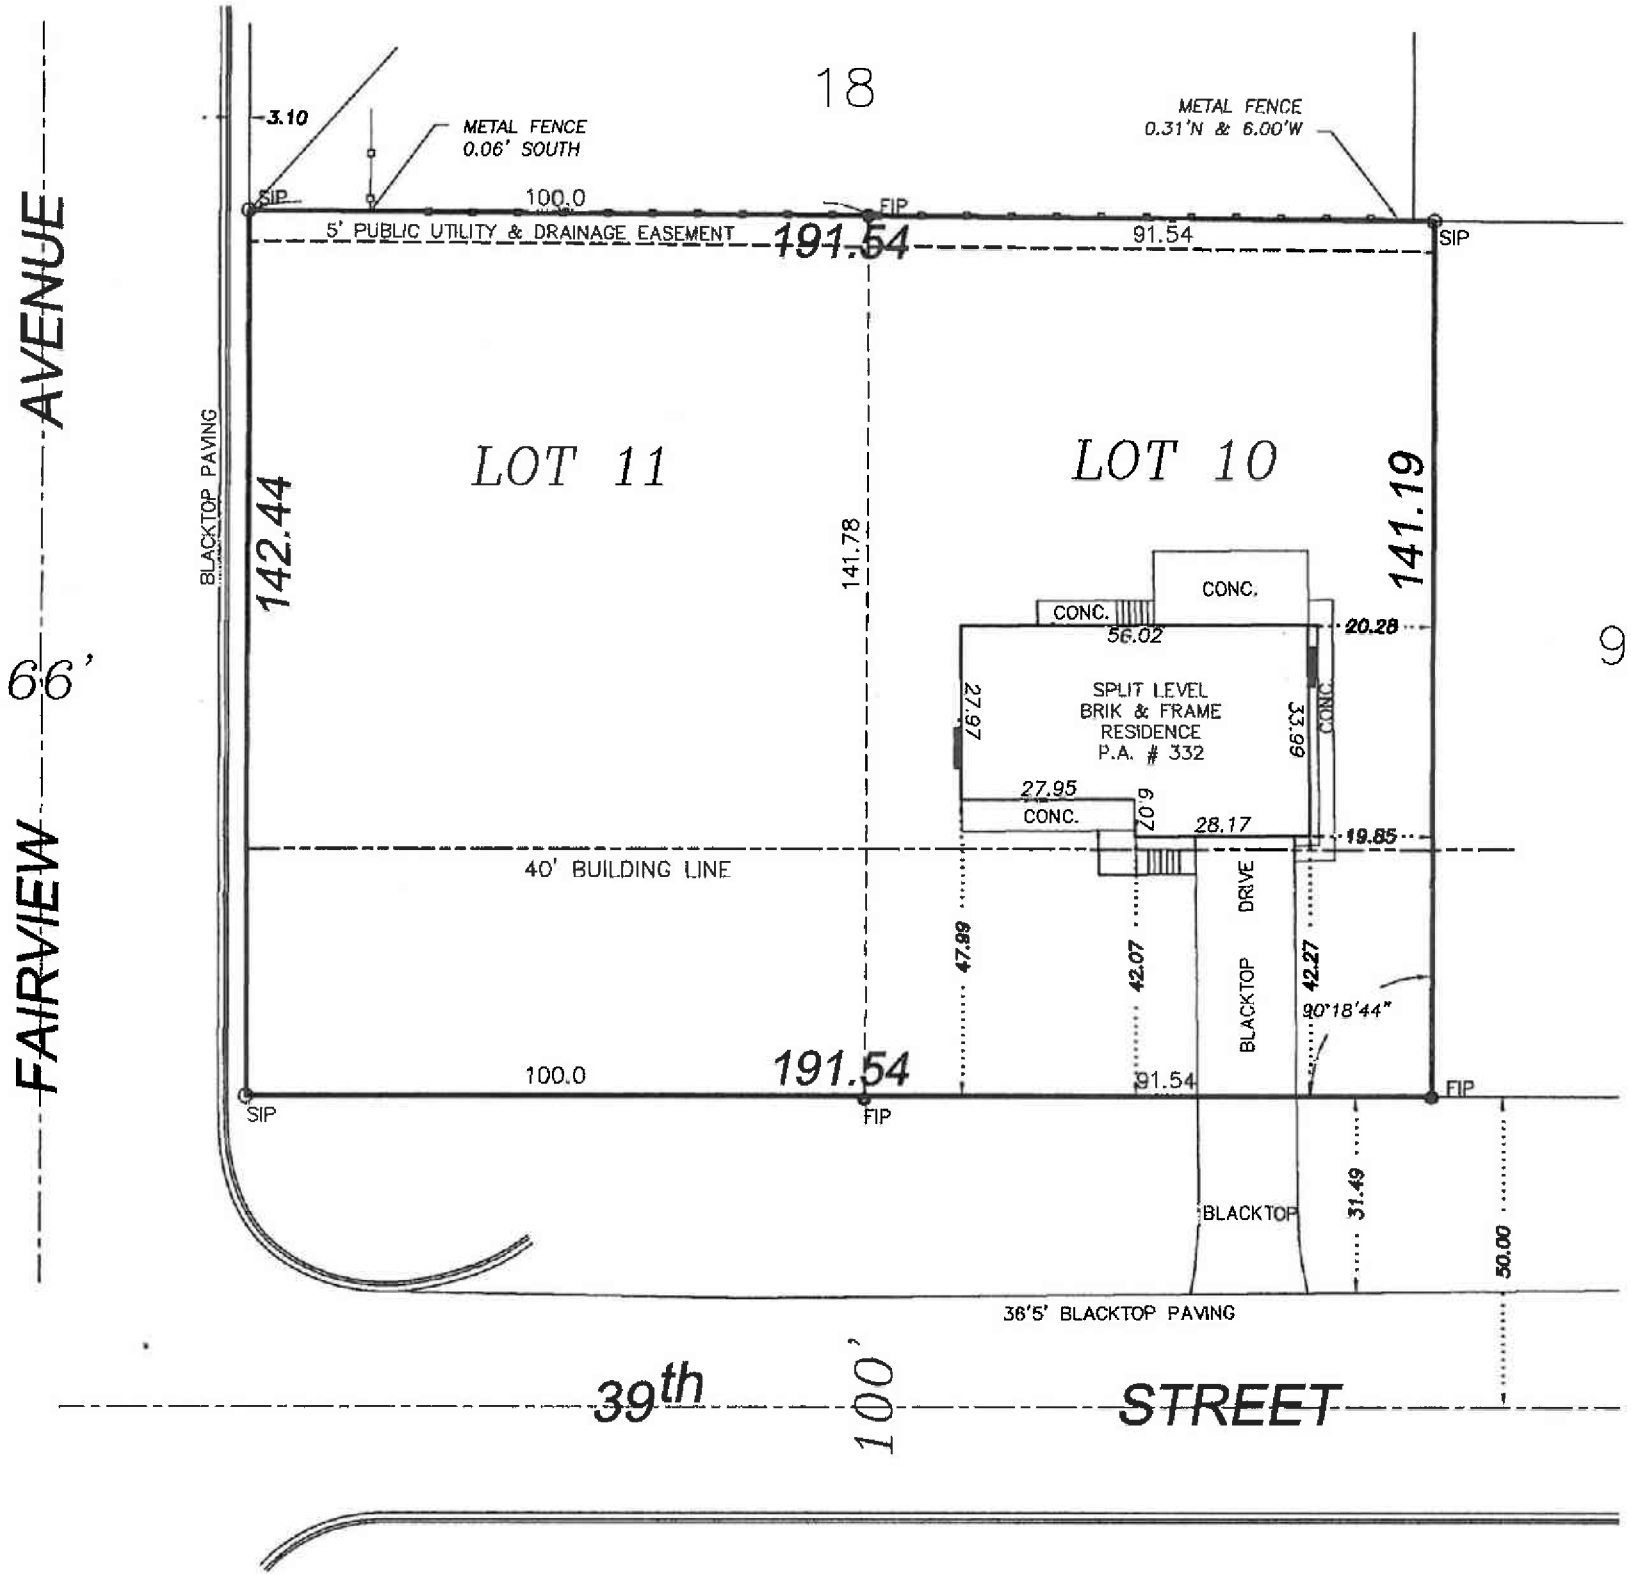 18
3.10
METAL FENCE
0.06' SOUTH
METAL FENCE
0.31'N & 6.00'W
SIP
100.0
FIP
5' PUBLIC UTILITY & DRAINAGE EASEMENT
191.54
91.54
SIP
FAIRVIEW AVENUE
66'
BLACKTOP PAVING
142.44
LOT 11
141.78
LOT 10
141.19
9
CONC.
CONC.
56.02
20.28
27.97
SPLIT LEVEL
BRIK & FRAME
RESIDENCE
P.A. # 332
33.99
CONC.
27.95
CONC.
6.07
28.17
19.85
40' BUILDING LINE
47.99
42.07
BLACKTOP DRIVE
42.27
90°18'44"
SIP
100.0
191.54
FIP
91.54
FIP
BLACKTOP
31.49
50.00
36'5' BLACKTOP PAVING
39th STREET
100'